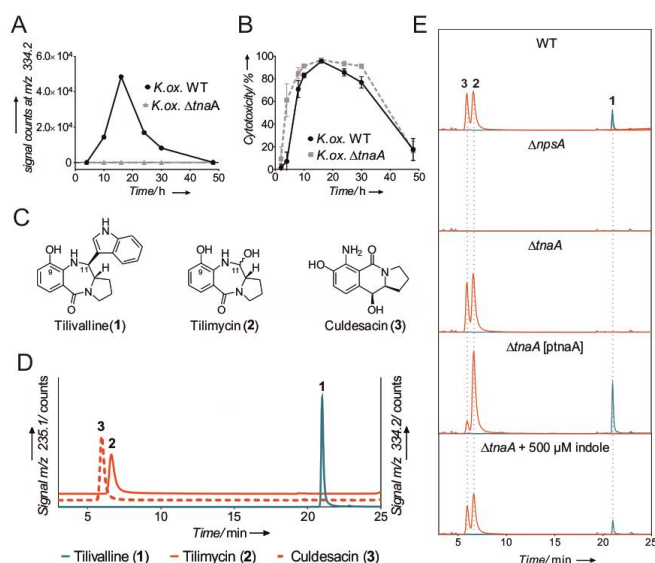 A
signal counts at m/z 334.2
6.0×10⁴
4.0×10⁴
2.0×10⁴
0
0 10 20 30 40 50
Time/ h
K.ox. WT
K.ox. ΔtnaA
B
Cytotoxicity/ %
100
80
60
40
20
0
0 10 20 30 40 50
Time/ h
K.ox. WT
K.ox. ΔtnaA
C
OH
9
H
N
11
H
N
O
H
N
Tilivalline (1)
OH
9
H
N
OH
11
H
N
O
Tilimycin (2)
NH₂
O
HO
N
H
OH
Culdesacin (3)
D
Signal m/z 235.1/ counts
Signal m/z 334.2/ counts
3
2
1
5 10 15 20 25
Time/ min
Tilivalline (1) Tilimycin (2) Culdesacin (3)
E
WT
3 2
1
ΔnpsA
ΔtnaA
ΔtnaA [ptnaA]
ΔtnaA + 500 µM indole
5 10 15 20 25
Time/ min